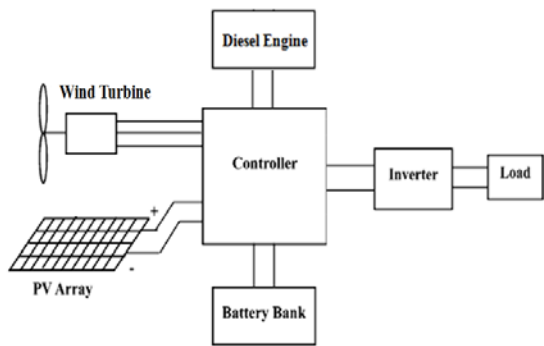 Diesel Engine
Wind Turbine
Controller
Inverter
Load
+
-
PV Array
Battery Bank